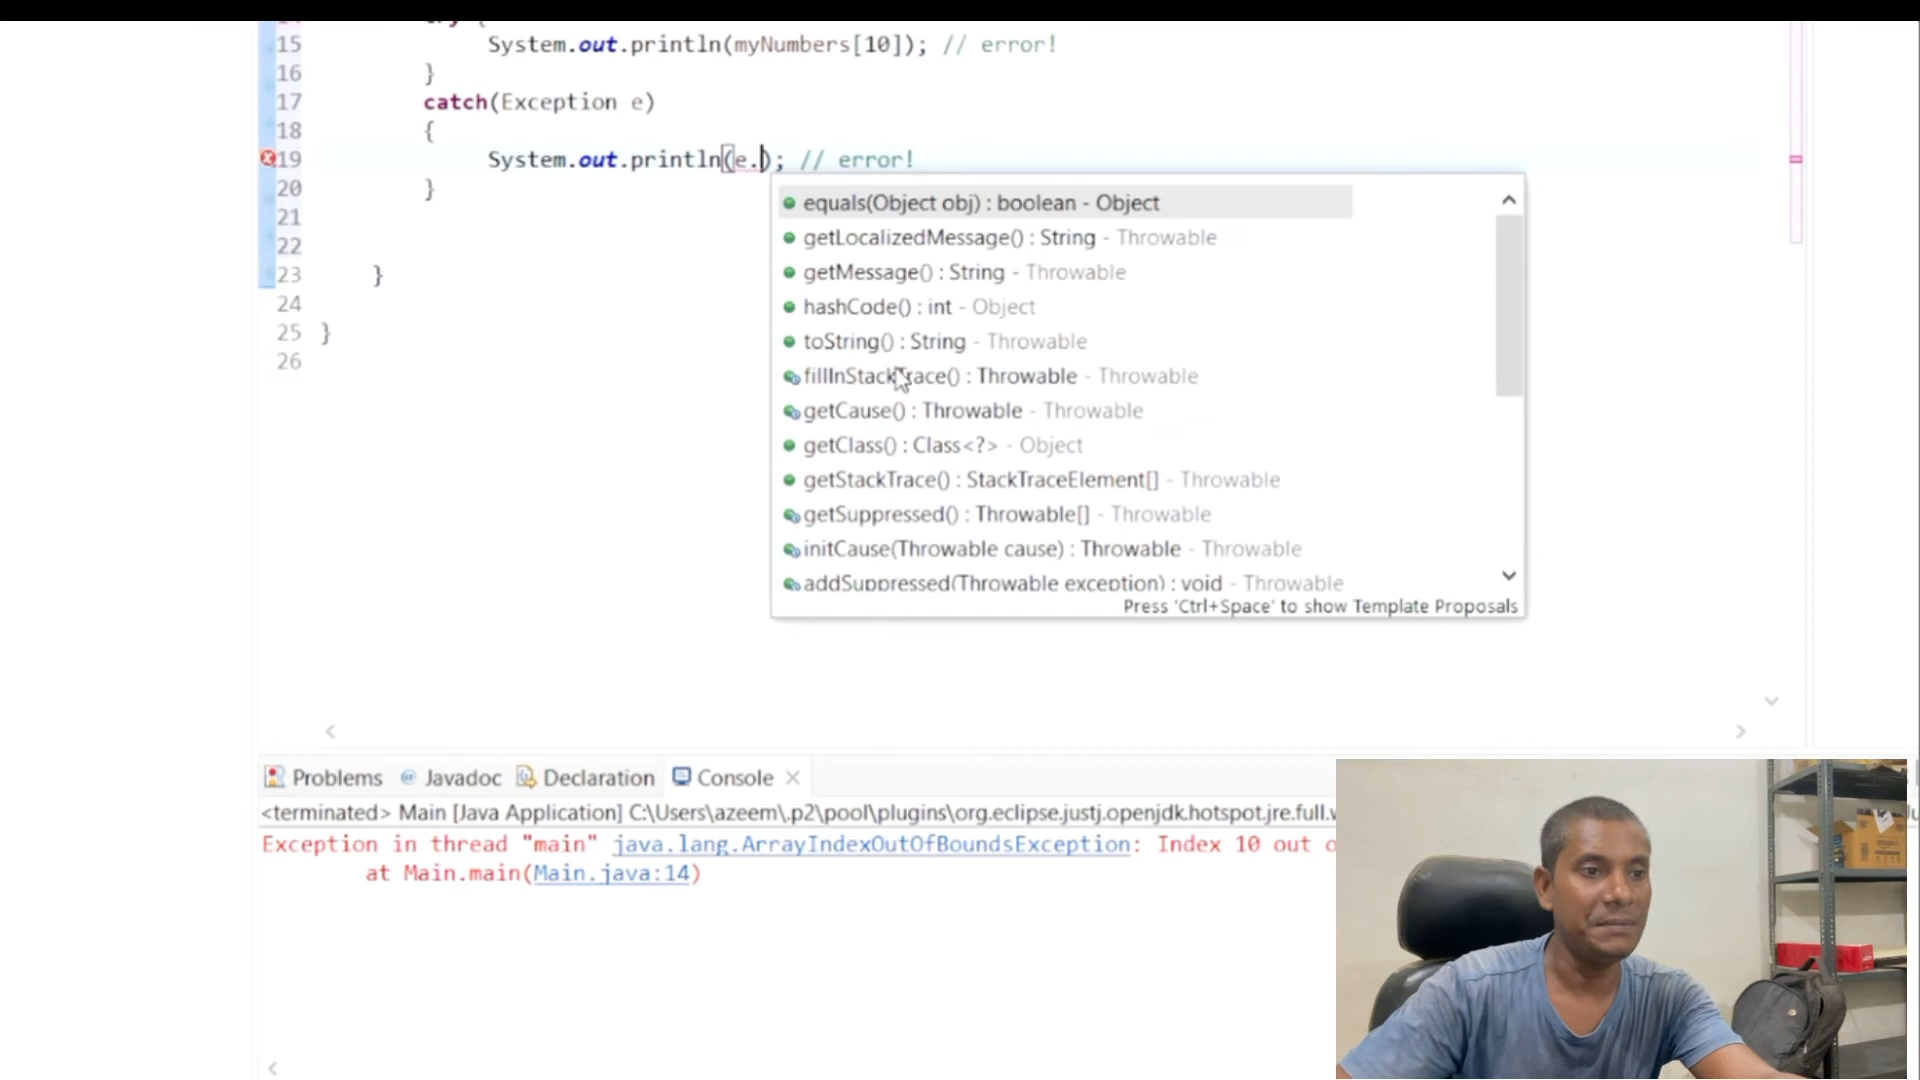 15 System.out.println(myNumbers[10]); // error!
16 }
17 catch(Exception e)
18 {
19 System.out.println(e.); // error!
20 }
21
22
23 }
24
25 }
26
equals(Object obj) : boolean - Object
getLocalizedMessage() : String - Throwable
getMessage() : String - Throwable
hashCode() : int - Object
toString() : String - Throwable
fillInStackTrace() : Throwable - Throwable
getCause() : Throwable - Throwable
getClass() : Class<?> - Object
getStackTrace() : StackTraceElement[] - Throwable
getSuppressed() : Throwable[] - Throwable
initCause(Throwable cause) : Throwable - Throwable
addSuppressed(Throwable exception) : void - Throwable
Press 'Ctrl+Space' to show Template Proposals
Problems Javadoc Declaration Console
<terminated> Main [Java Application] C:\Users\azeem\.p2\pool\plugins\org.eclipse.justj.openjdk.hotspot.jre.full.
Exception in thread "main" java.lang.ArrayIndexOutOfBoundsException: Index 10 out
at Main.main(Main.java:14)